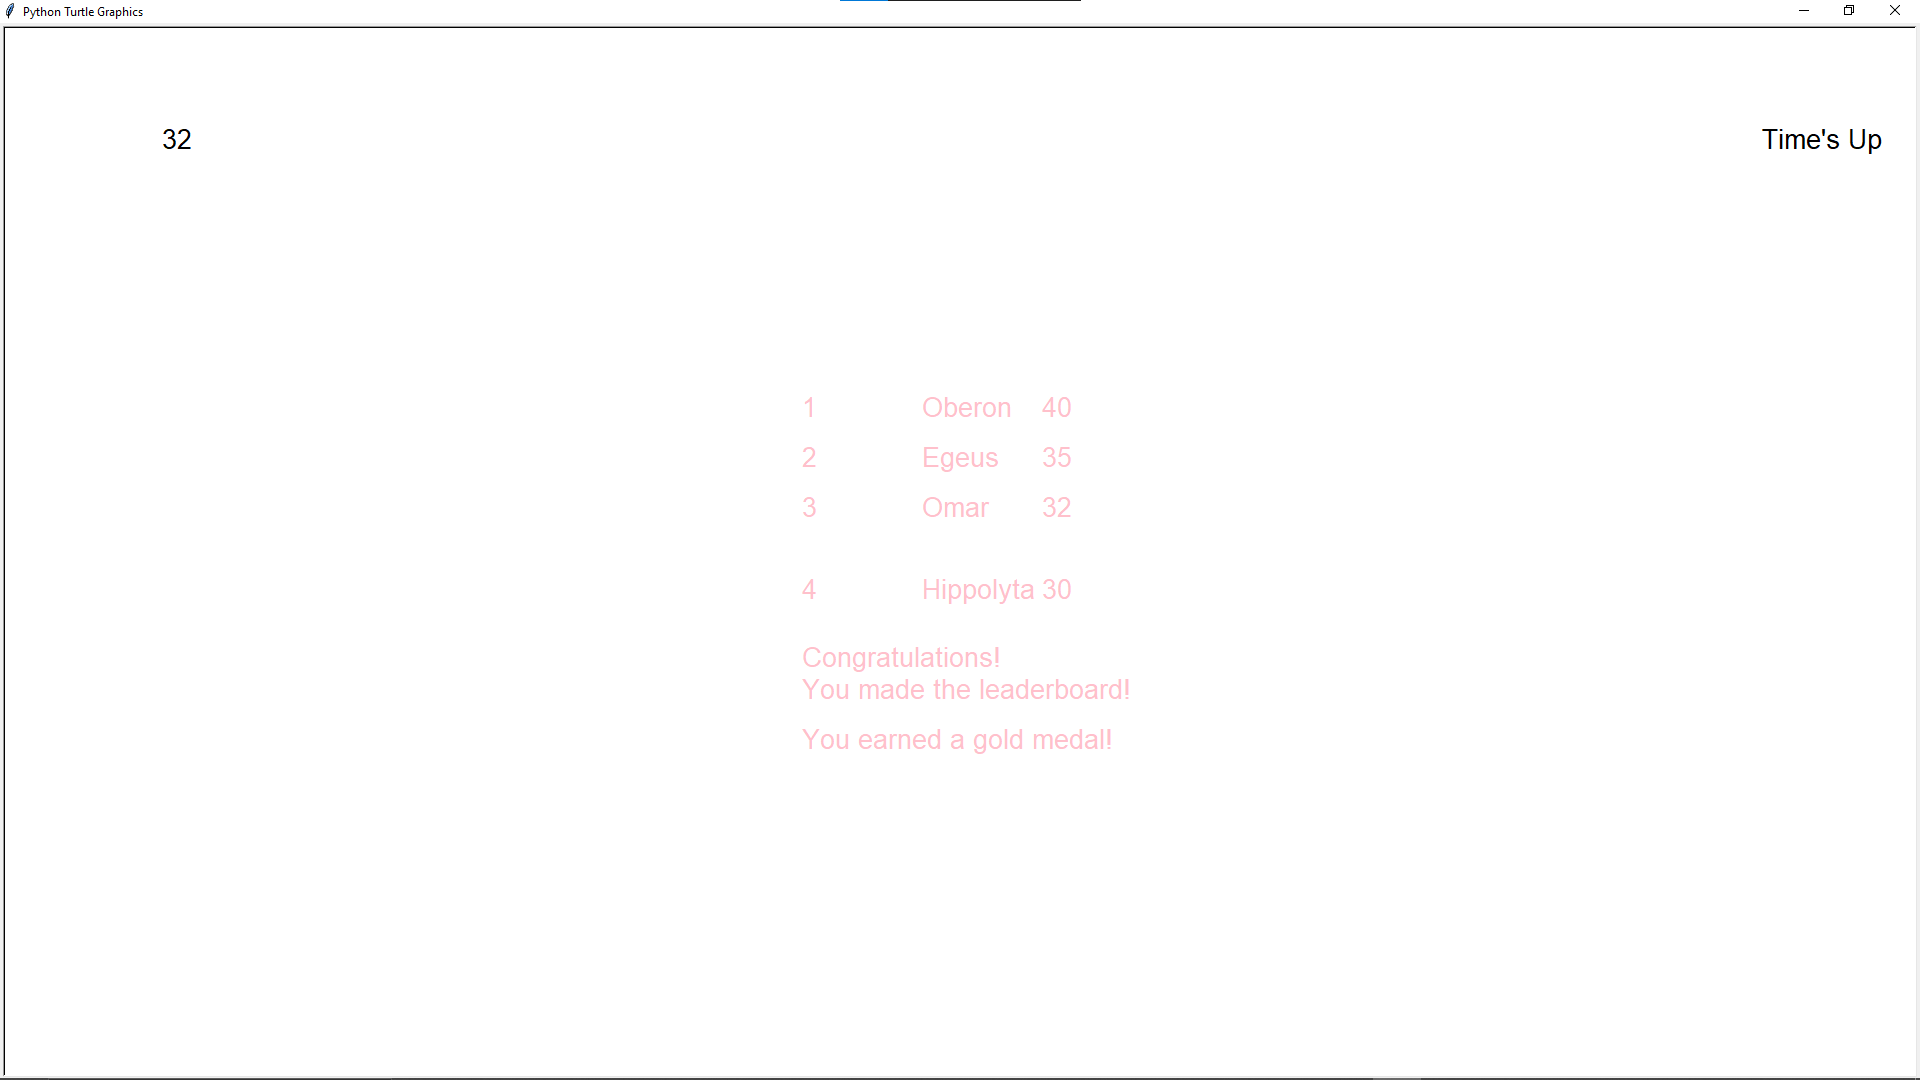 Python Turtle Graphics
32 Time's Up
1 Oberon 40
2 Egeus 35
3 Omar 32
4 Hippolyta 30
Congratulations!
You made the leaderboard!
You earned a gold medal!